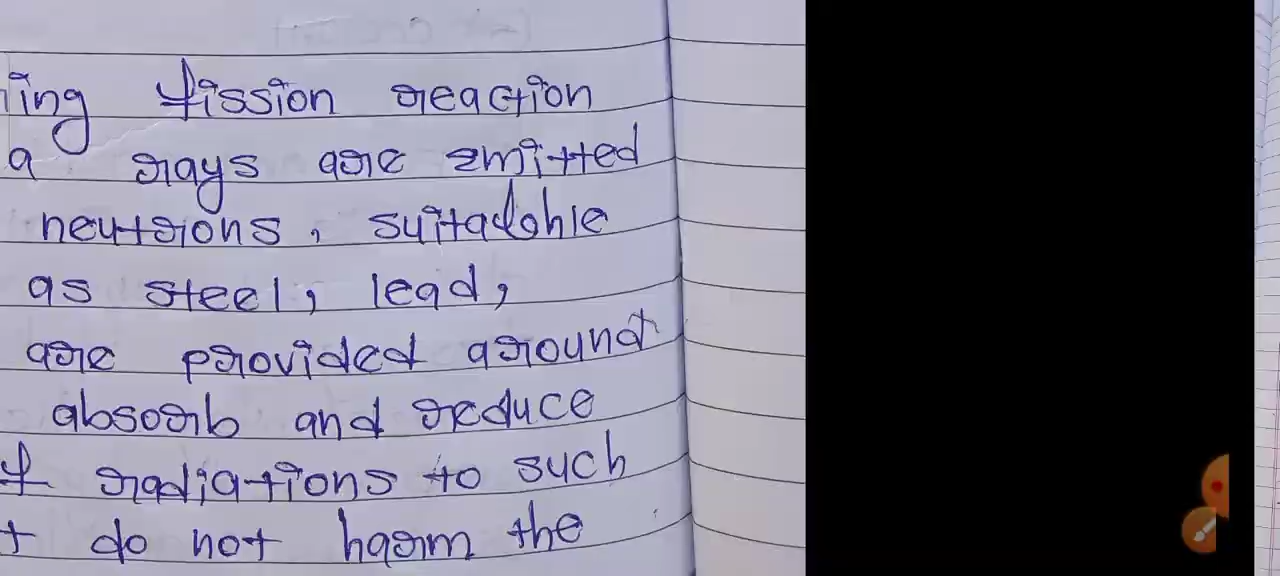 ing fission reaction
a rays are emitted
neutrons, suitadable
as steel, lead,
are provided around
absorb and reduce
f radiations to such
t do not harm the